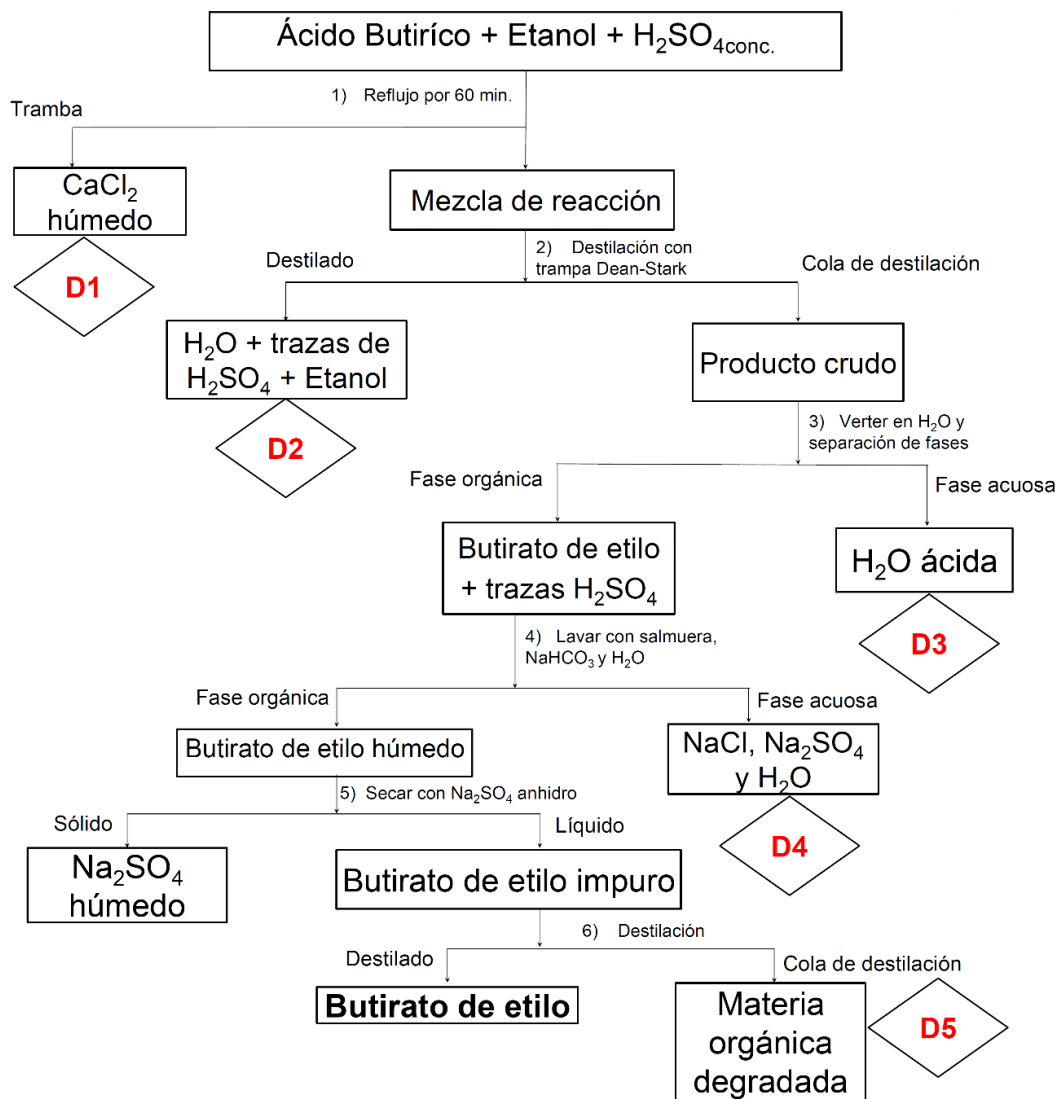 Ácido Butiríco + Etanol + H₂SO₄conc.
1) Reflujo por 60 min.
Tramba
CaCl₂
húmedo
D1
Mezcla de reacción
2) Destilación con
trampa Dean-Stark
Destilado
Cola de destilación
H₂O + trazas de
H₂SO₄ + Etanol
D2
Producto crudo
3) Verter en H₂O y
separación de fases
Fase orgánica
Fase acuosa
Butirato de etilo
+ trazas H₂SO₄
H₂O ácida
D3
4) Lavar con salmuera,
NaHCO₃ y H₂O
Fase orgánica
Fase acuosa
Butirato de etilo húmedo
NaCl, Na₂SO₄
y H₂O
D4
5) Secar con Na₂SO₄ anhidro
Sólido
Líquido
Na₂SO₄
húmedo
Butirato de etilo impuro
6) Destilación
Destilado
Cola de destilación
Butirato de etilo
Materia
orgánica
degradada
D5